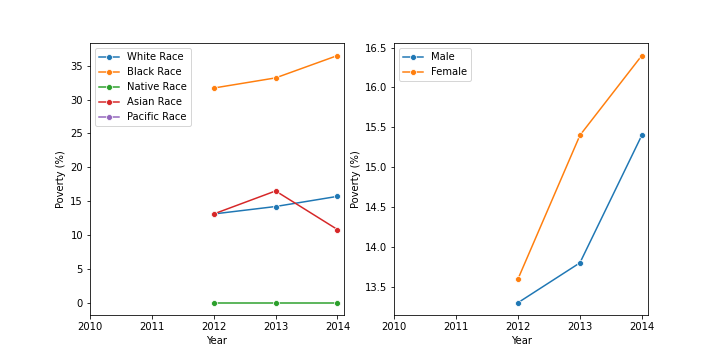 White Race
Black Race
Native Race
Asian Race
Pacific Race
Poverty (%)
35
30
25
20
15
10
5
0
2010 2011 2012 2013 2014
Year
Male
Female
Poverty (%)
16.5
16.0
15.5
15.0
14.5
14.0
13.5
2010 2011 2012 2013 2014
Year